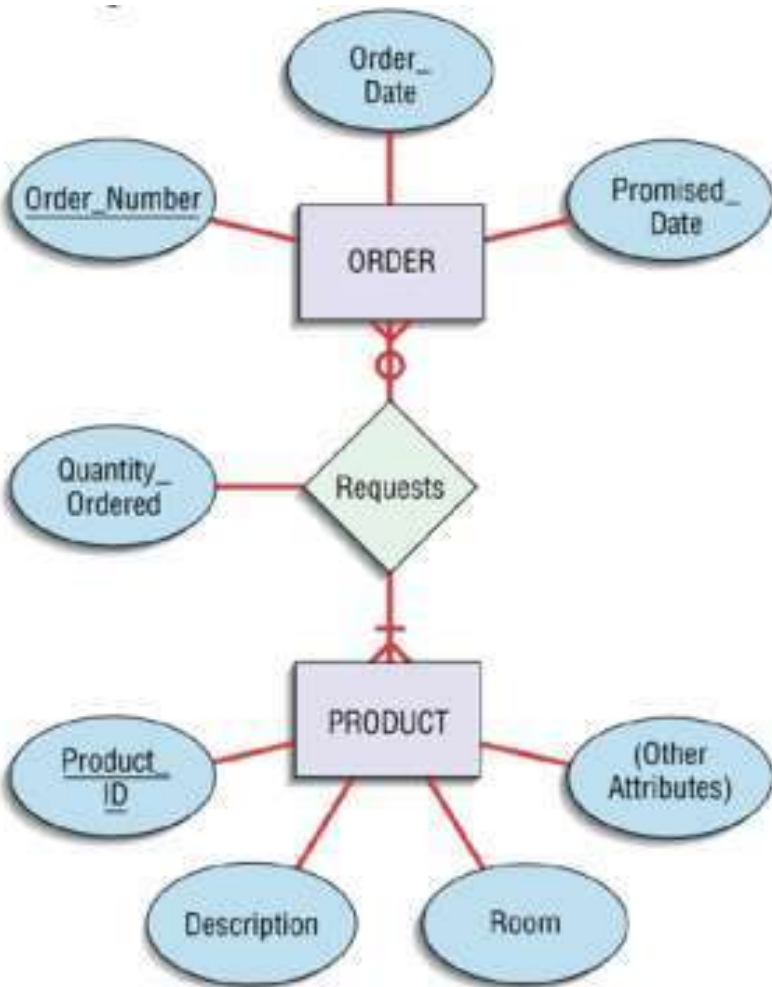 Order_
Date
Order_Number
Promised_
Date
ORDER
Quantity_
Ordered
Requests
PRODUCT
Product_
ID
(Other
Attributes)
Description
Room